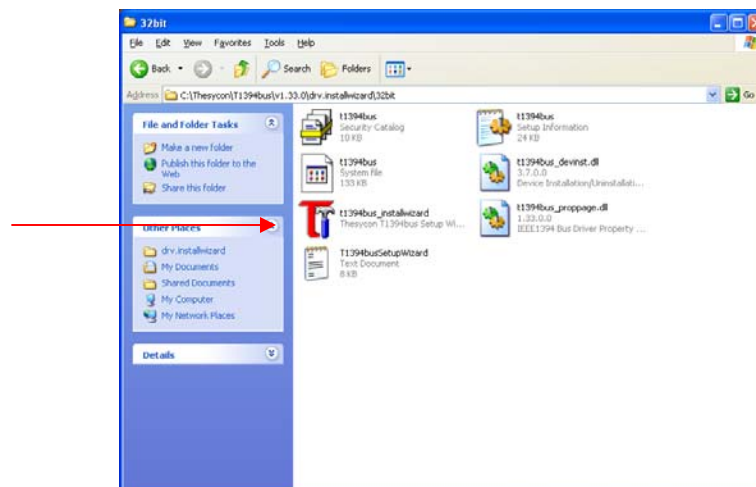 32bit
File Edit View Favorites Tools Help
Back Search Folders
Address C:\Thesycon\T1394bus\v1.33.0\drv.installwizard\32bit Go
File and Folder Tasks
Make a new folder
Publish this folder to the Web
Share this folder
Other Places
drv.installwizard
My Documents
Shared Documents
My Computer
My Network Places
Details
t1394bus
Security Catalog
10 KB
t1394bus
Setup Information
24 KB
t1394bus
System file
133 KB
t1394bus_devinst.dll
3.7.0.0
Device Installation/Uninstallati...
t1394bus_installwizard
Thesycon T1394bus Setup Wi...
t1394bus_proppage.dll
1.33.0.0
IEEE1394 Bus Driver Property ...
T1394busSetupWizard
Text Document
8 KB